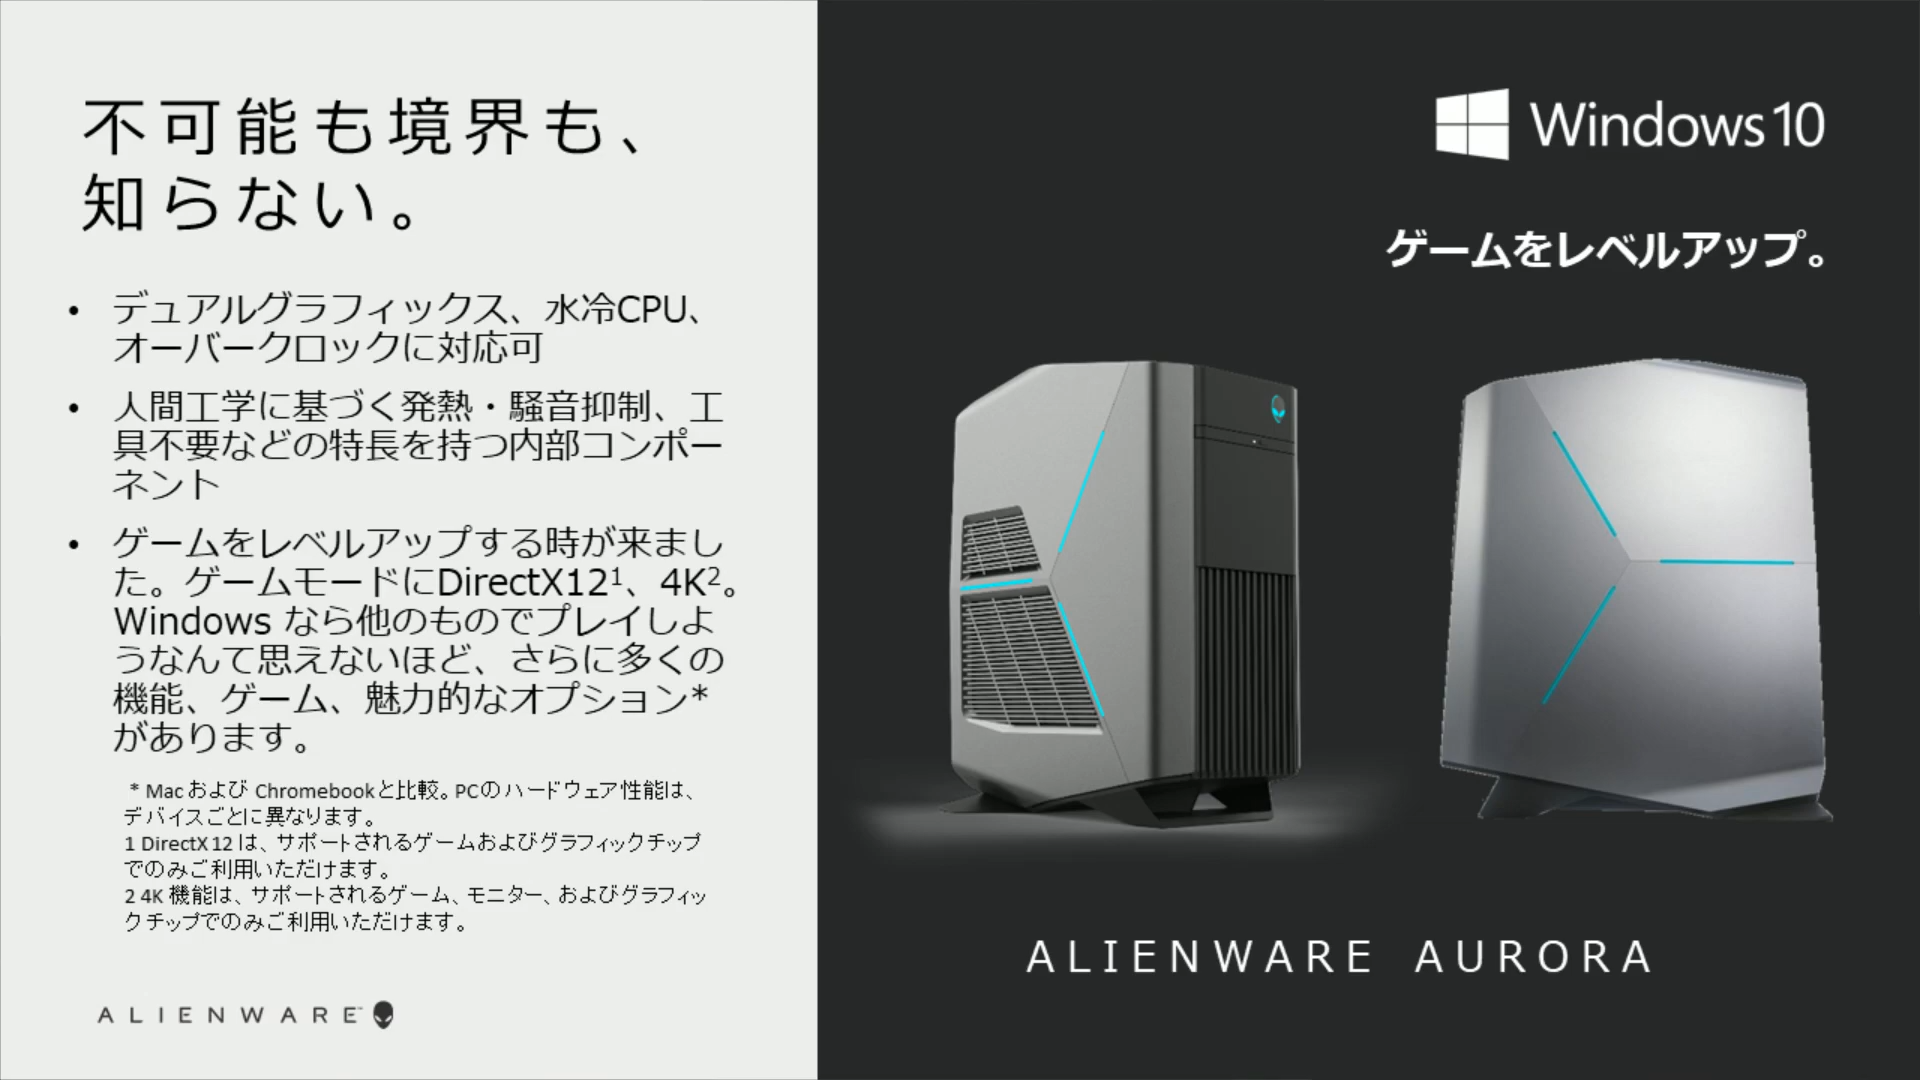 不可能も境界も、
知らない。
• デュアルグラフィックス、水冷CPU、
オーバークロックに対応可
• 人間工学に基づく発熱・騒音抑制、工
具不要などの特長を持つ内部コンポー
ネント
• ゲームをレベルアップする時が来まし
た。ゲームモードにDirectX12¹、4K²。
Windows なら他のものでプレイしよ
うなんて思えないほど、さらに多くの
機能、ゲーム、魅力的なオプション*
があります。
* Mac および Chromebookと比較。PCのハードウェア性能は、
デバイスごとに異なります。
1 DirectX 12 は、サポートされるゲームおよびグラフィックチップ
でのみご利用いただけます。
2 4K 機能は、サポートされるゲーム、モニター、およびグラフィッ
クチップでのみご利用いただけます。
ALIENWARE™
Windows 10
ゲームをレベルアップ。
ALIENWARE AURORA